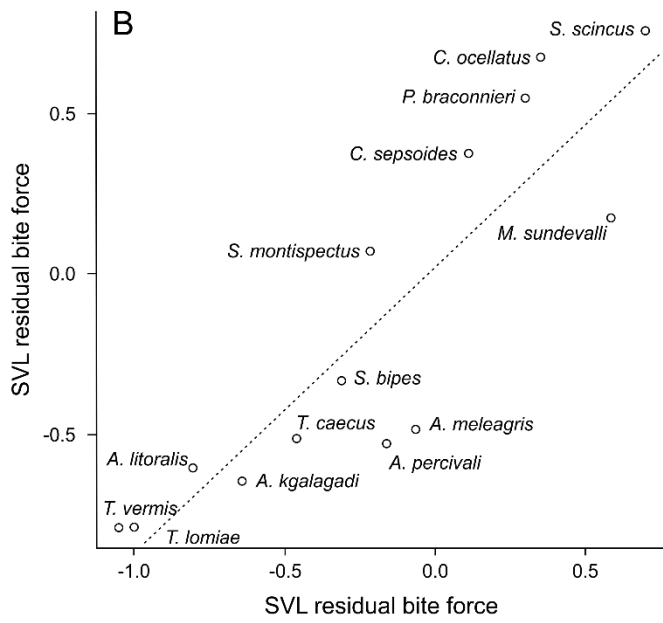 B
S. scincus
C. ocellatus
P. braconnieri
0.5
C. sepsoides
M. sundevalli
S. montispectus
0.0
SVL residual bite force
S. bipes
T. caecus
A. meleagris
-0.5
A. litoralis
A. percivali
A. kgalagadi
T. vermis
T. lomiae
-1.0 -0.5 0.0 0.5
SVL residual bite force